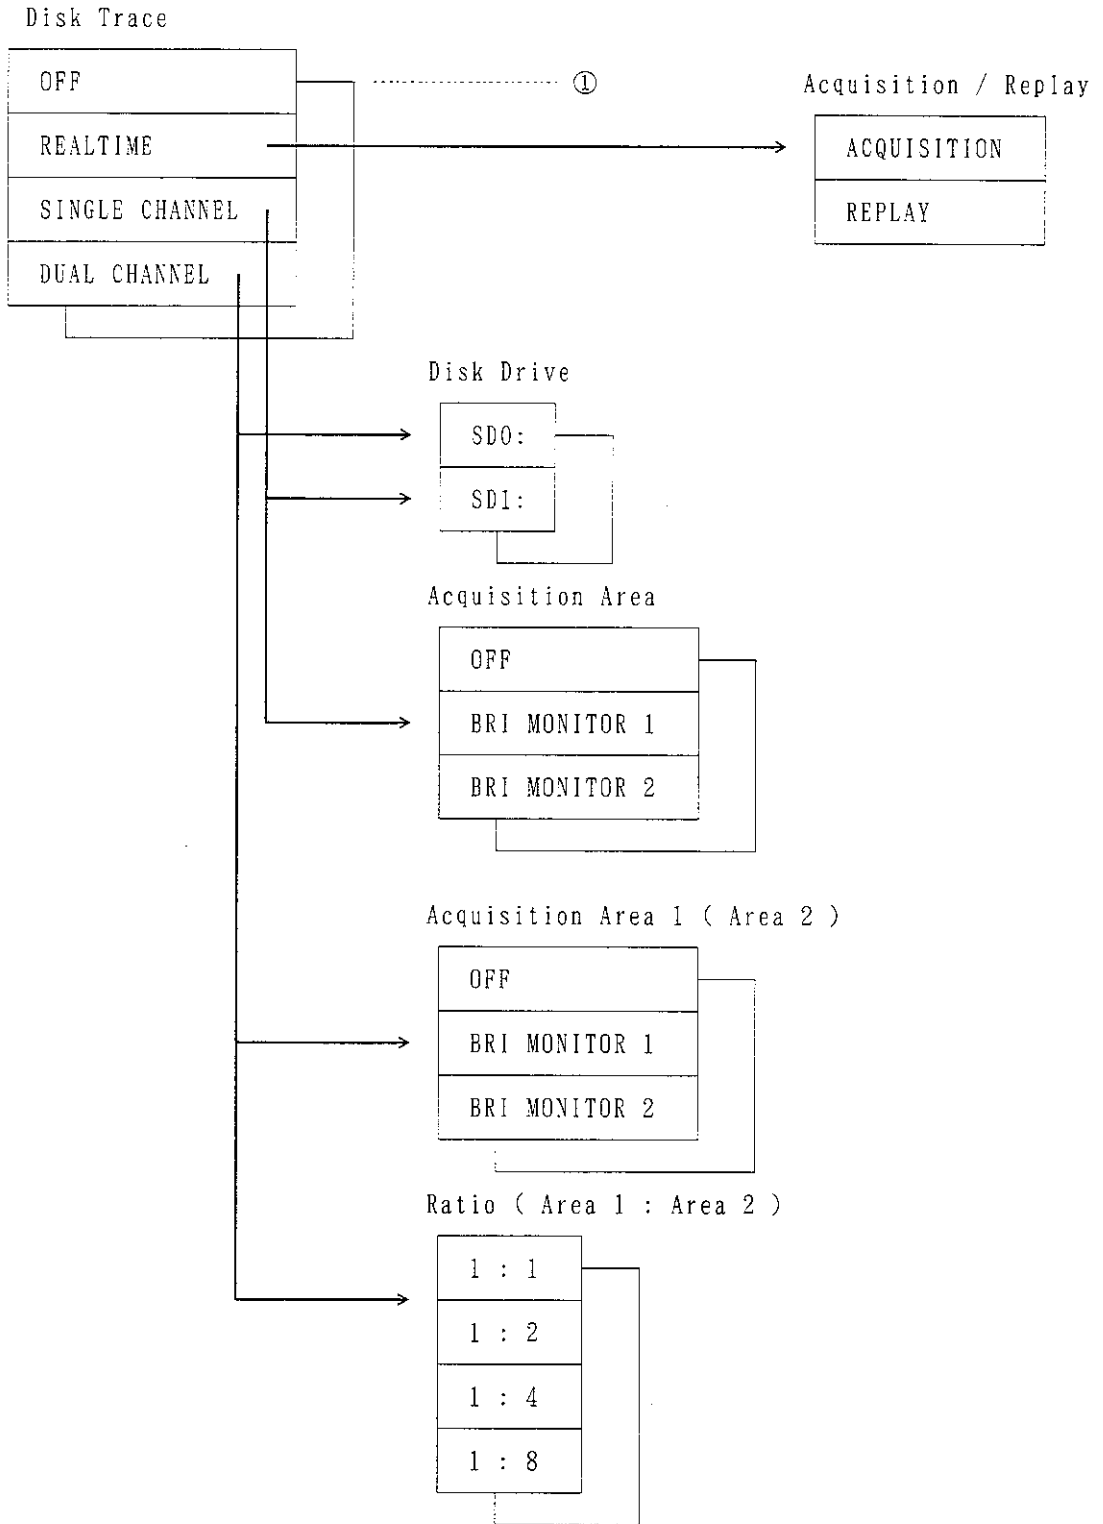 Disk Trace
OFF
①
Acquisition / Replay
REALTIME
ACQUISITION
SINGLE CHANNEL
REPLAY
DUAL CHANNEL
Disk Drive
SD0:
SD1:
Acquisition Area
OFF
BRI MONITOR 1
BRI MONITOR 2
Acquisition Area 1 ( Area 2 )
OFF
BRI MONITOR 1
BRI MONITOR 2
Ratio ( Area 1 : Area 2 )
1 : 1
1 : 2
1 : 4
1 : 8